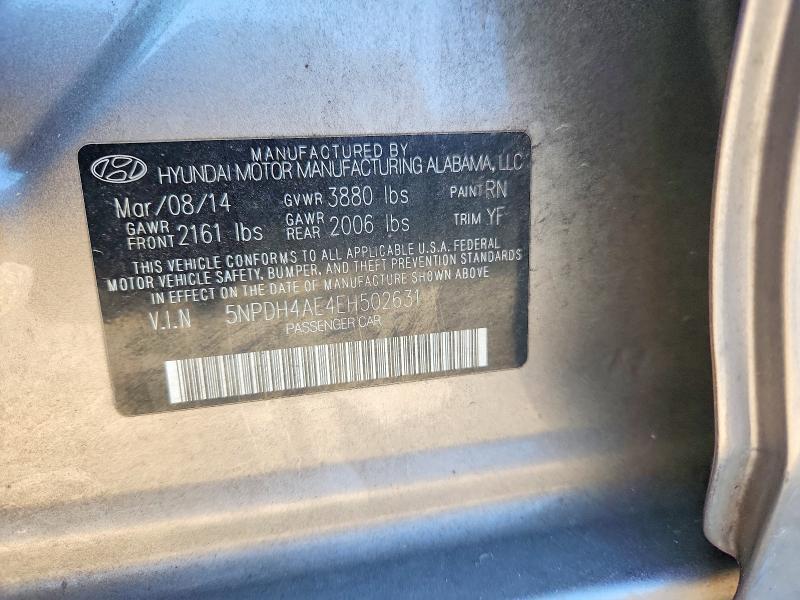 MANUFACTURED BY
HYUNDAI MOTOR MANUFACTURING ALABAMA, LLC
Mar/08/14 GVWR 3880 lbs PAINT RN
GAWR FRONT 2161 lbs GAWR REAR 2006 lbs TRIM YF
THIS VEHICLE CONFORMS TO ALL APPLICABLE U.S.A. FEDERAL
MOTOR VEHICLE SAFETY, BUMPER, AND THEFT PREVENTION STANDARDS
IN EFFECT ON THE DATE OF MANUFACTURE SHOWN ABOVE
V.I.N 5NPDH4AE4EH502631
PASSENGER CAR